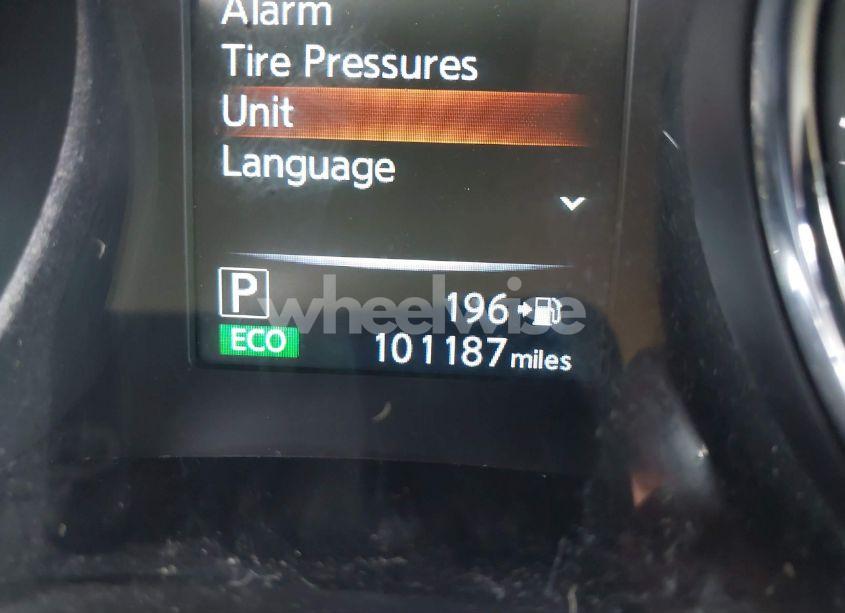 Alarm
Tire Pressures
Unit
Language
P
196
ECO
101187 miles
wheelwise